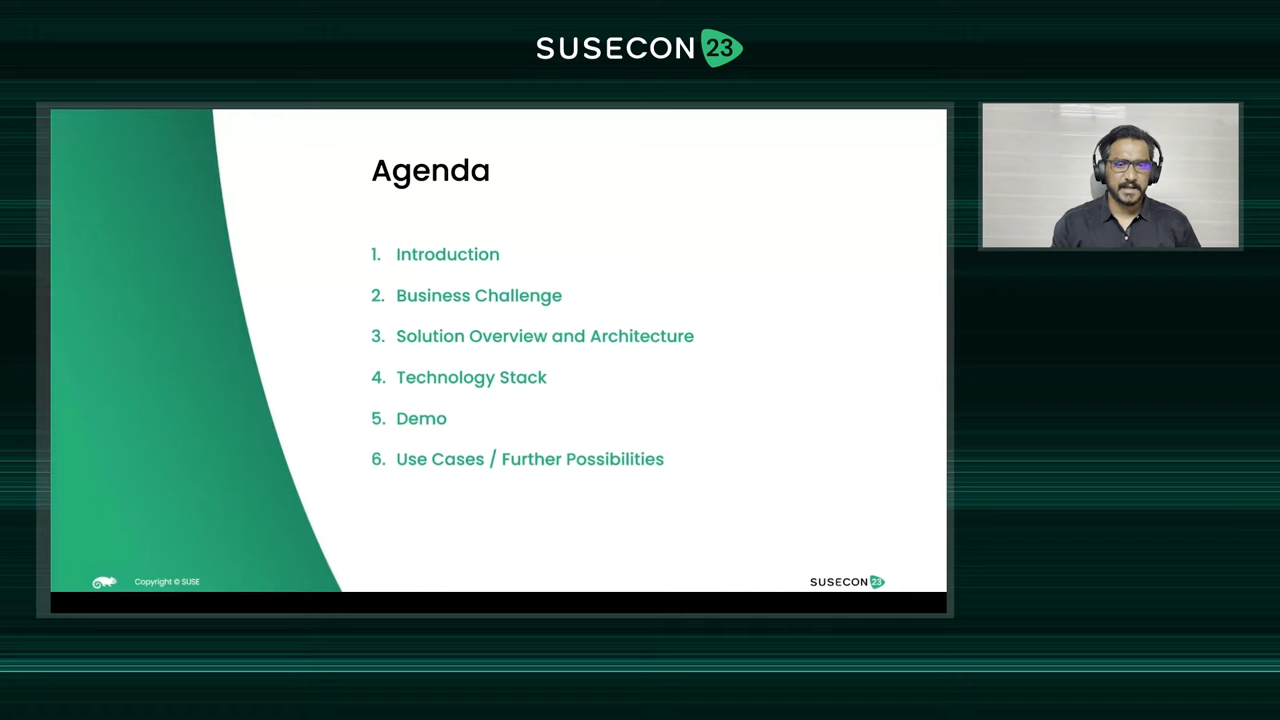 SUSECON 23
Agenda
1. Introduction
2. Business Challenge
3. Solution Overview and Architecture
4. Technology Stack
5. Demo
6. Use Cases / Further Possibilities
Copyright © SUSE
SUSECON 23